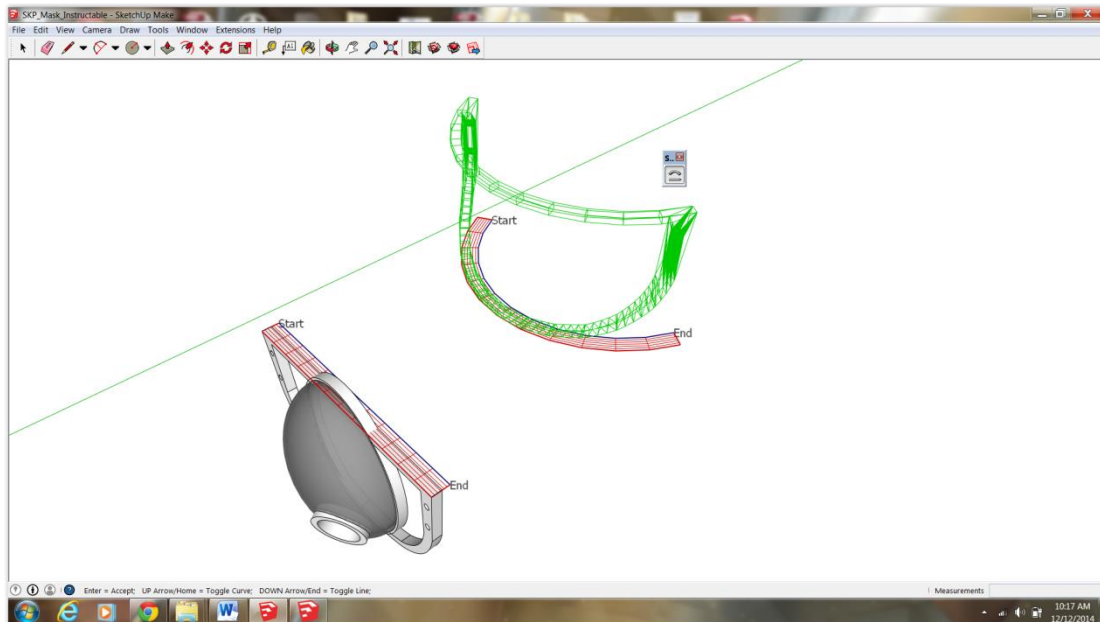 SKP_Mask_Instructable - SketchUp Make
File Edit View Camera Draw Tools Window Extensions Help
A1
S..
Start
End
Start
End
Enter = Accept; UP Arrow/Home = Toggle Curve; DOWN Arrow/End = Toggle Line;
Measurements
W
10:17 AM
12/12/2014